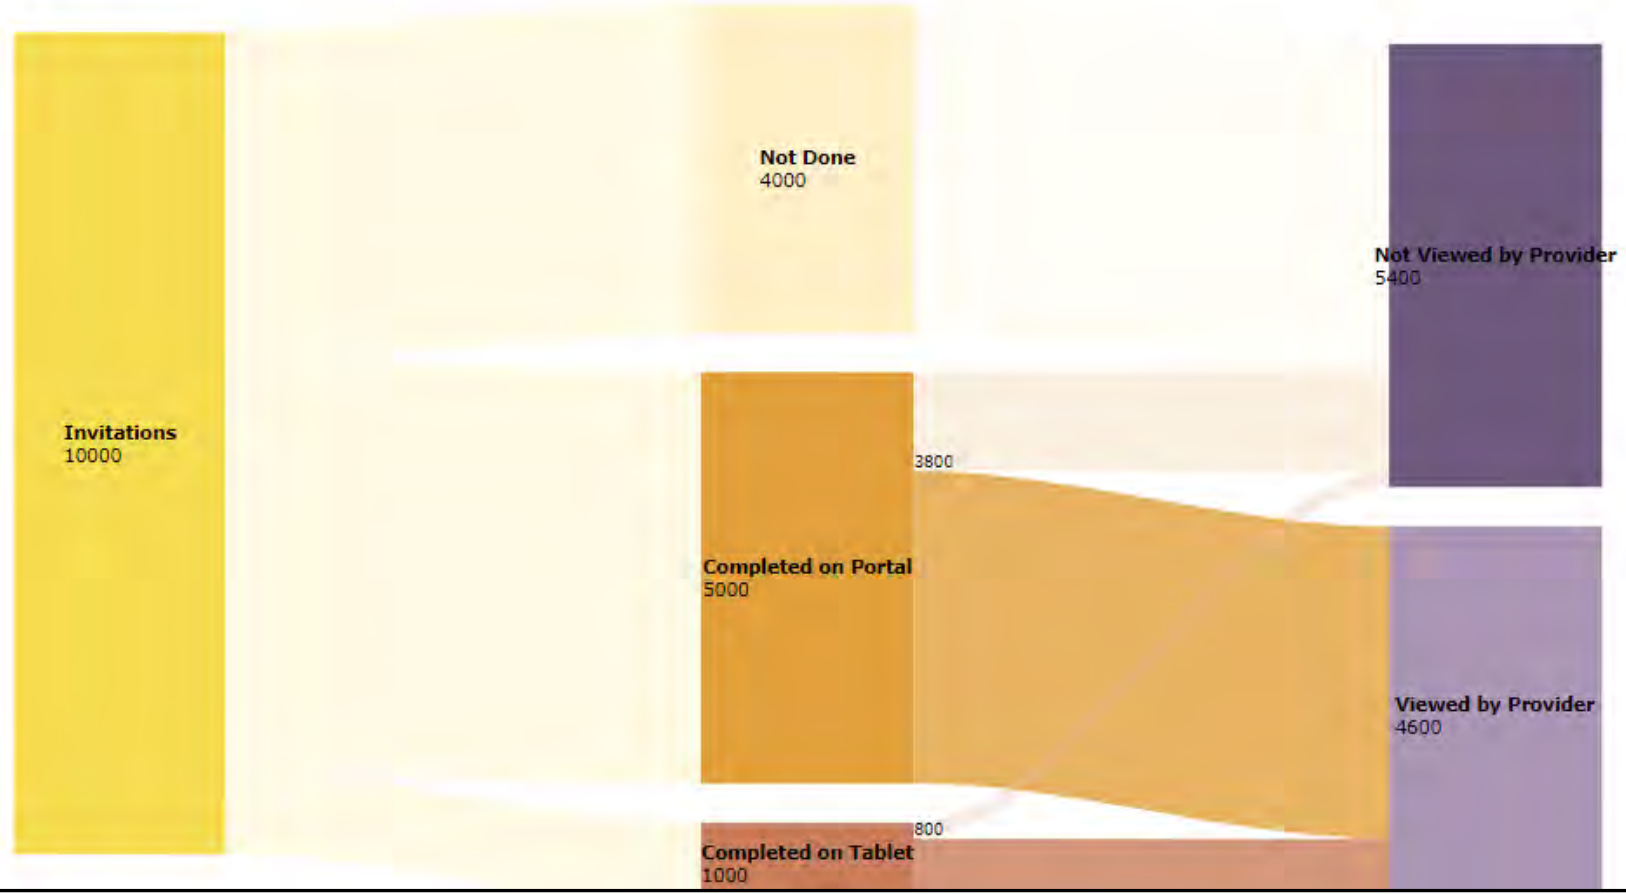 Invitations
10000
Not Done
4000
Completed on Portal
5000
Completed on Tablet
1000
3800
800
Not Viewed by Provider
5400
Viewed by Provider
4600